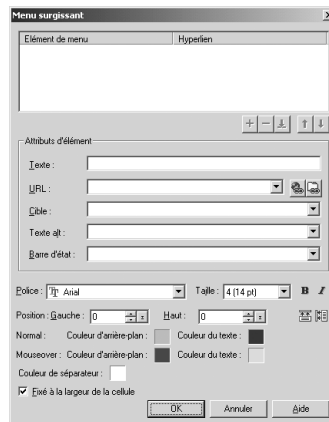 Menu surgissant
Elément de menu Hyperlien
Attributs d'élément
Texte :
URL :
Cible :
Texte alt :
Barre d'état :
Police : Arial Taille : 4 (14 pt) B I
Position : Gauche : 0 Haut : 0
Normal : Couleur d'arrière-plan : Couleur du texte :
Mouseover : Couleur d'arrière-plan : Couleur du texte :
Couleur de séparateur :
Fixé à la largeur de la cellule
OK Annuler Aide